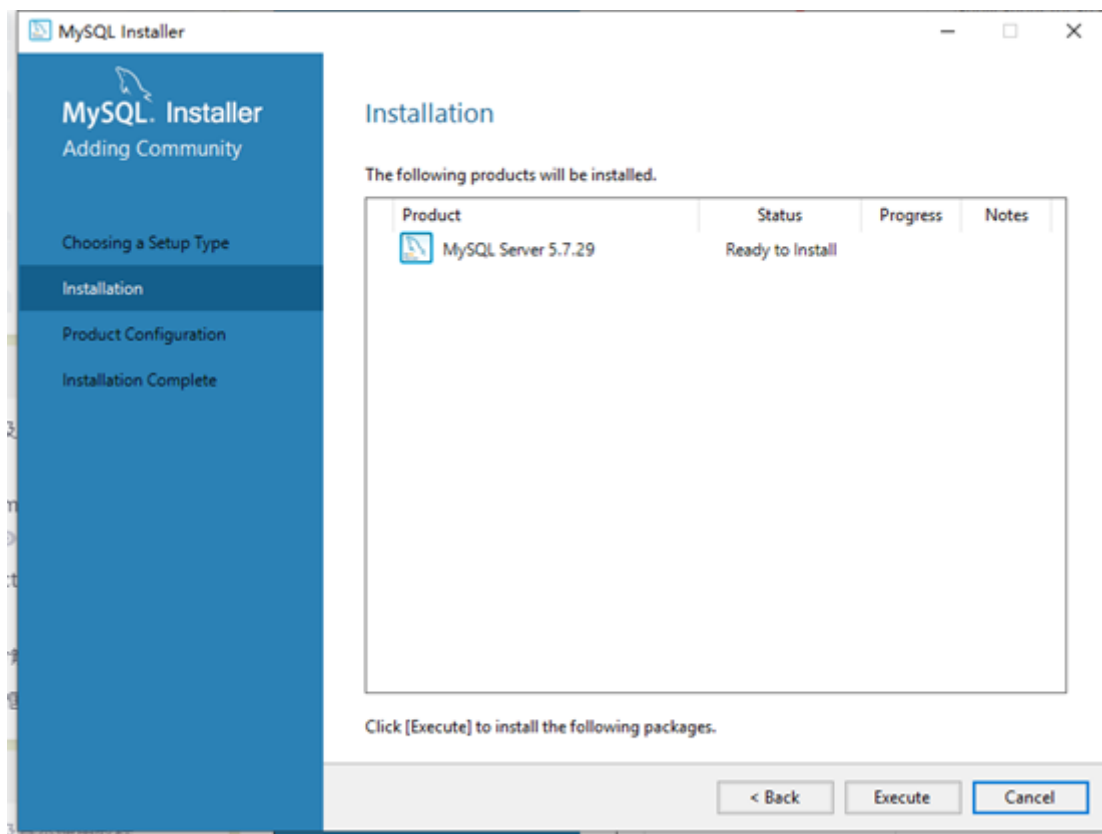 MySQL Installer
MySQL. Installer
Adding Community
Choosing a Setup Type
Installation
Product Configuration
Installation Complete
Installation
The following products will be installed.
Product Status Progress Notes
MySQL Server 5.7.29 Ready to Install
Click [Execute] to install the following packages.
< Back Execute Cancel